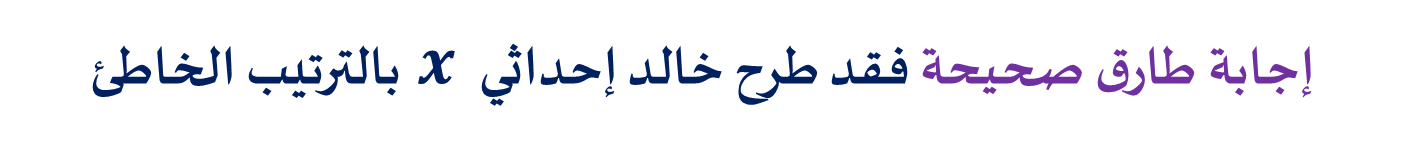 إجابة طارق صحيحة فقد طرح خالد إحداثي x بالترتيب الخاطئ